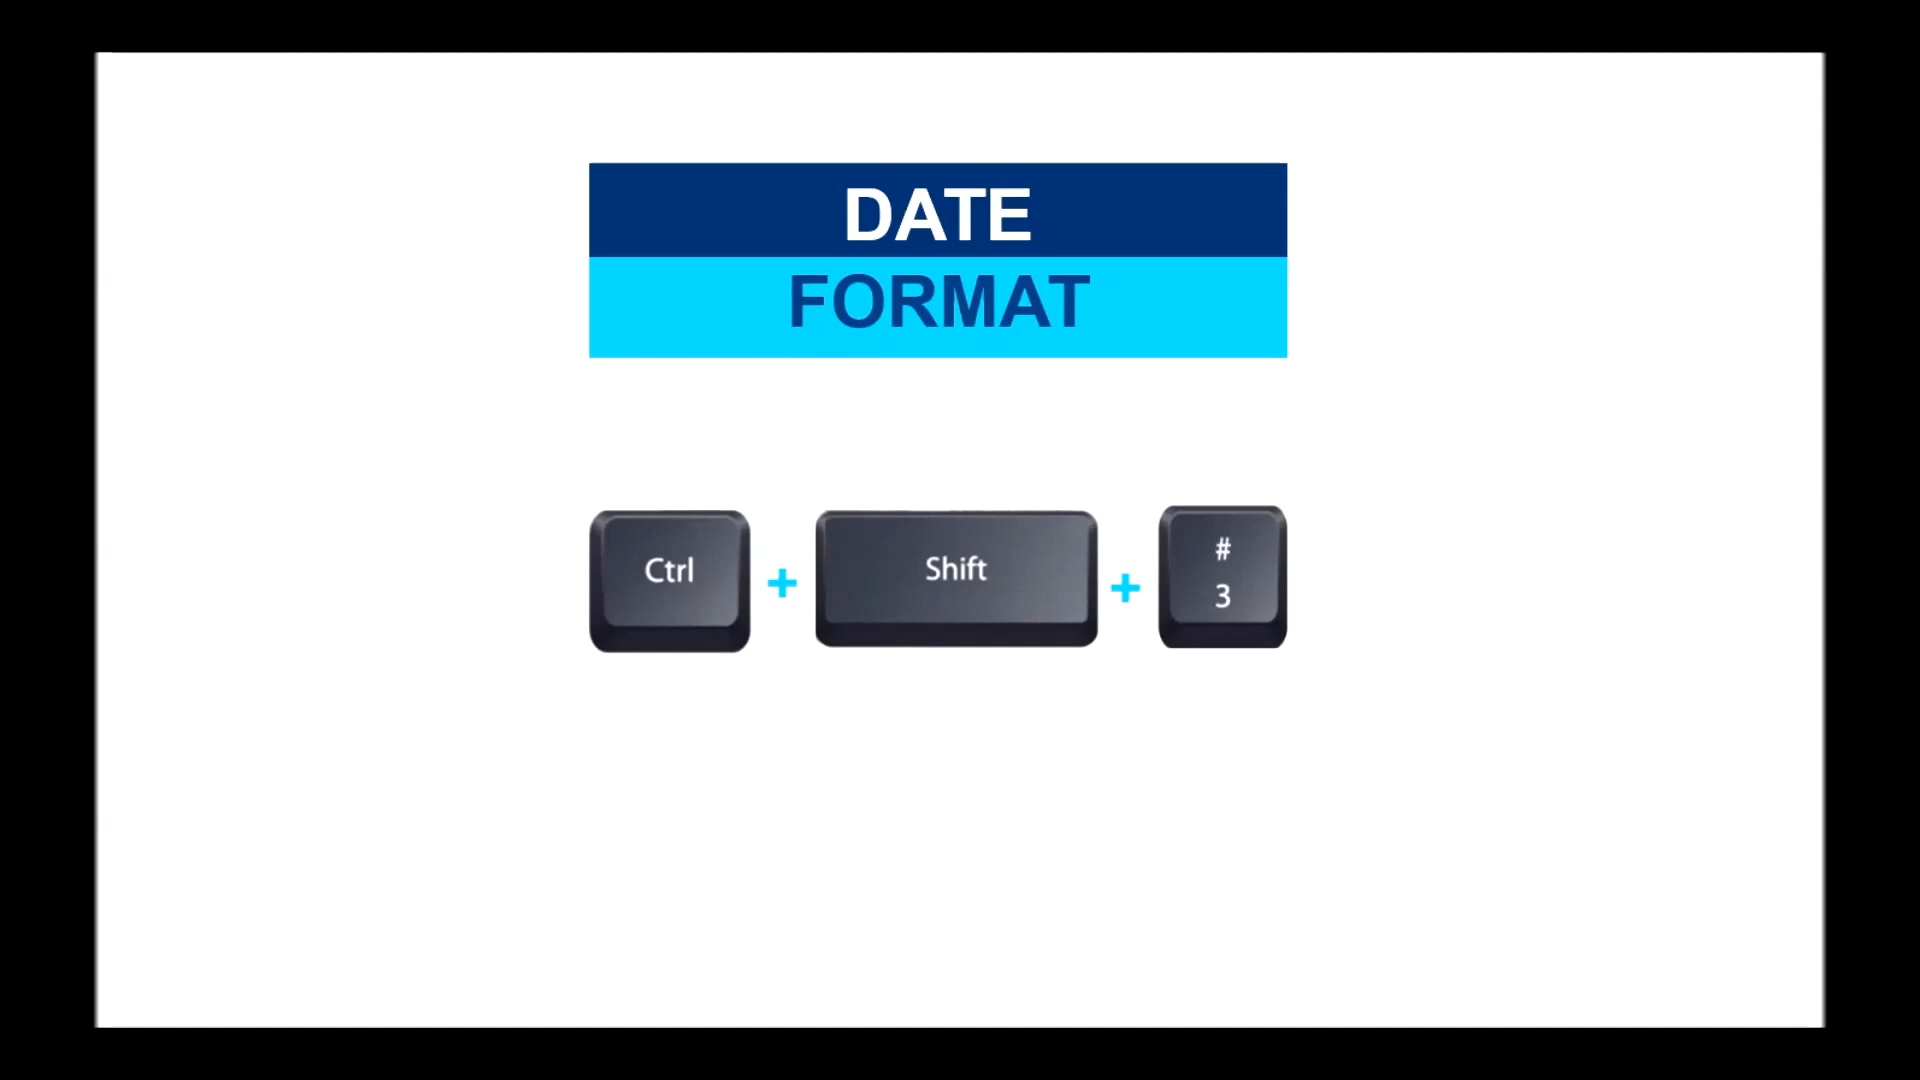 DATE
FORMAT
Ctrl + Shift + #
3